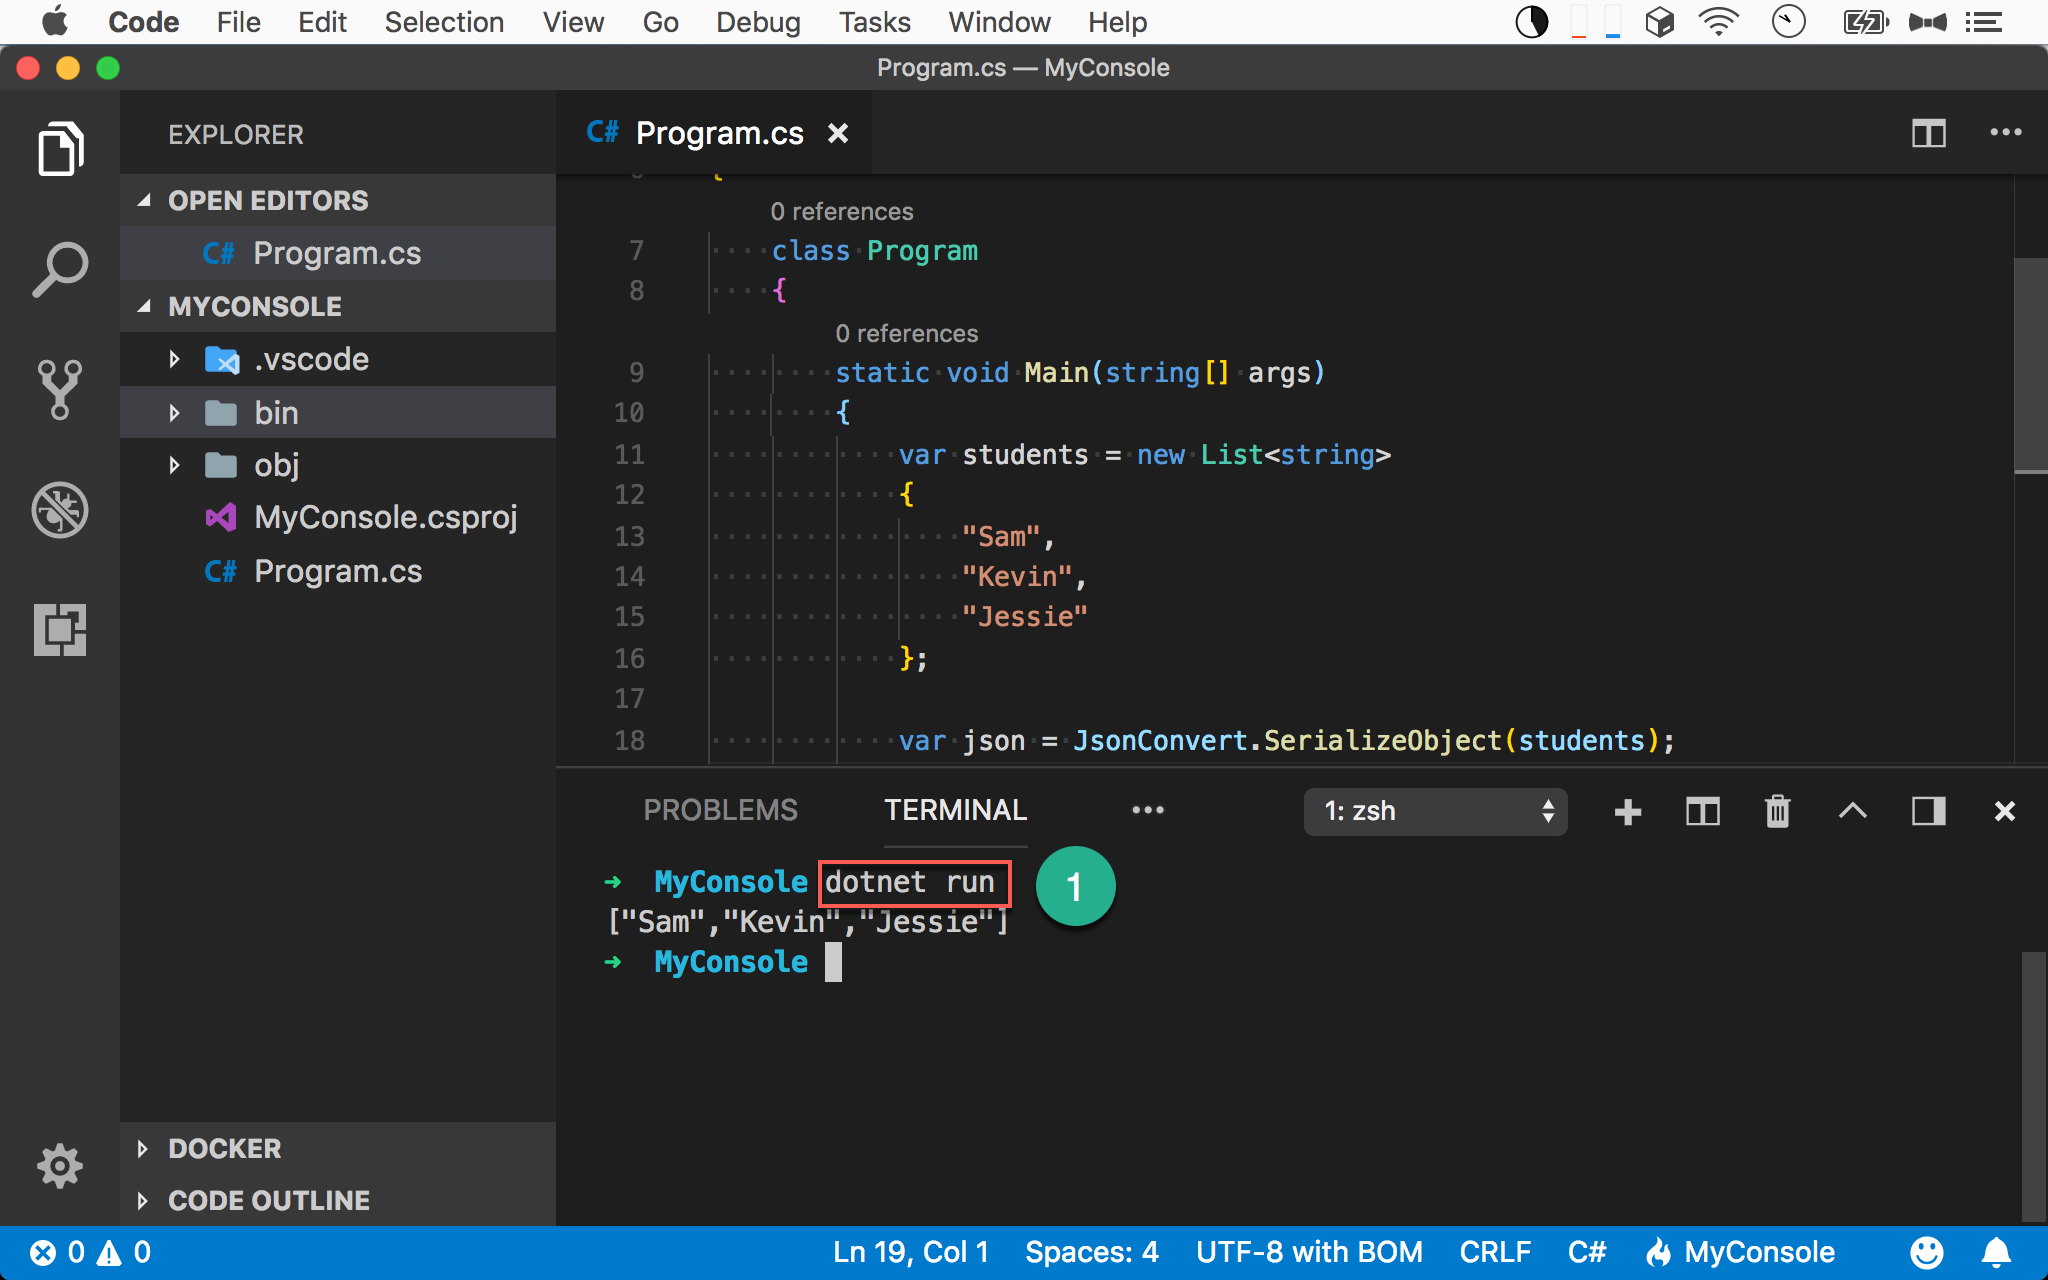 Code File Edit Selection View Go Debug Tasks Window Help
Program.cs — MyConsole
EXPLORER
OPEN EDITORS
C# Program.cs
MYCONSOLE
.vscode
bin
obj
MyConsole.csproj
C# Program.cs
DOCKER
CODE OUTLINE
C# Program.cs
{
0 references
7 class Program
8 {
0 references
9 static void Main(string[] args)
10 {
11 var students = new List<string>
12 {
13 "Sam",
14 "Kevin",
15 "Jessie"
16 };
17
18 var json = JsonConvert.SerializeObject(students);
PROBLEMS TERMINAL 1: zsh
→ MyConsole dotnet run 1
["Sam","Kevin","Jessie"]
→ MyConsole
0 0 Ln 19, Col 1 Spaces: 4 UTF-8 with BOM CRLF C# MyConsole